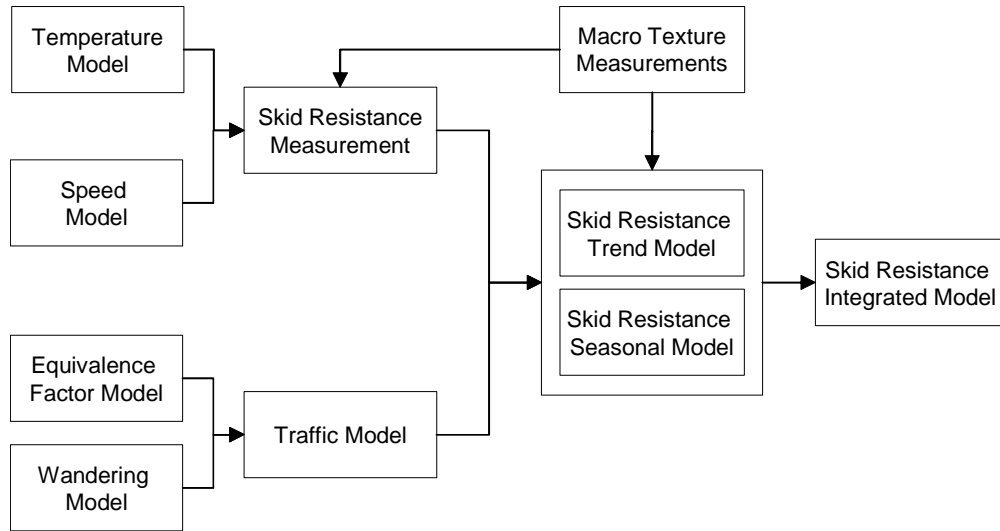 Temperature
Model
Macro Texture
Measurements
Skid Resistance
Measurement
Speed
Model
Skid Resistance
Trend Model
Skid Resistance
Seasonal Model
Skid Resistance
Integrated Model
Equivalence
Factor Model
Traffic Model
Wandering
Model